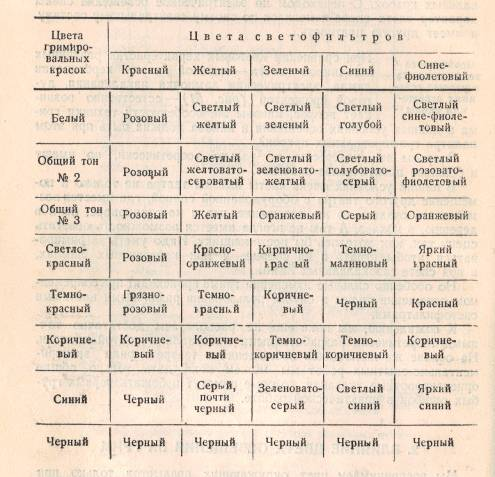 Цвета гримировальных красок | Цвета светофильтров
Красный | Желтый | Зеленый | Синий | Сине-фиолетовый
Белый | Розовый | Светлый желтый | Светлый зеленый | Светлый голубой | Светлый сине-фиолетовый
Общий тон № 2 | Розовый | Светлый желтовато-сероватый | Светлый зеленовато-желтый | Светлый голубовато-серый | Светлый розовато-фиолетовый
Общий тон № 3 | Розовый | Желтый | Оранжевый | Серый | Оранжевый
Светло-красный | Розовый | Красно-оранжевый | Кирпично-красный | Темно-малиновый | Яркий красный
Темно-красный | Грязно-розовый | Темно-красный | Коричневый | Черный | Красный
Коричневый | Коричневый | Коричневый | Темно-коричневый | Темно-коричневый | Коричневый
Синий | Черный | Серый, почти черный | Зеленовато-серый | Светлый синий | Яркий синий
Черный | Черный | Черный | Черный | Черный | Черный